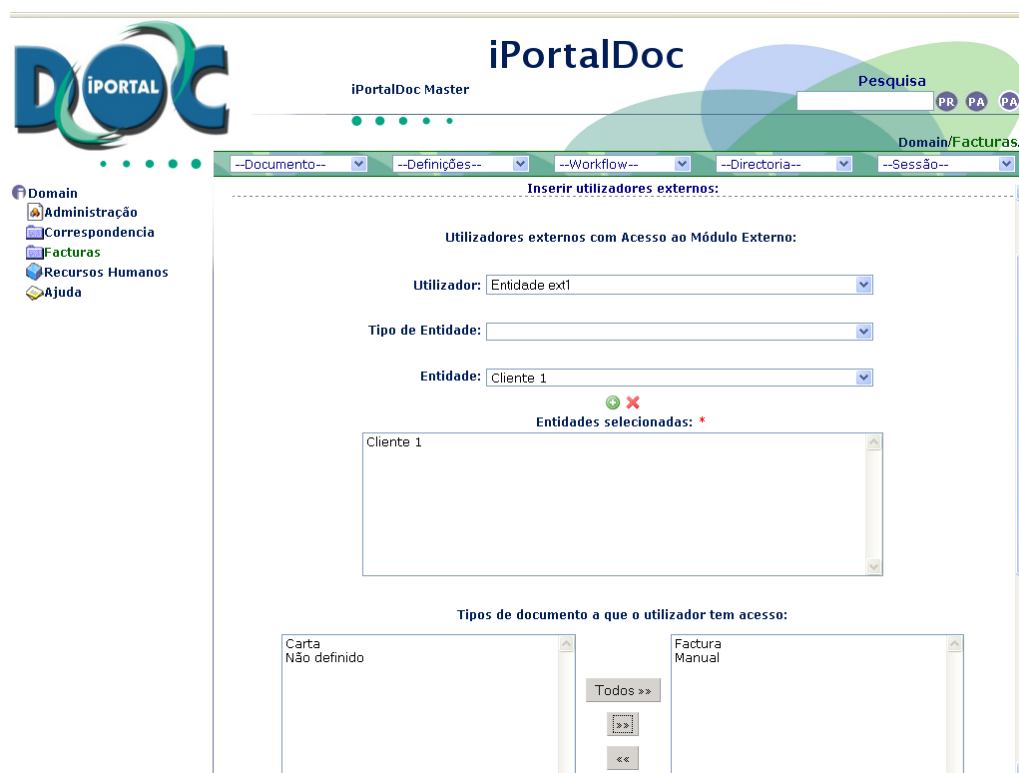 iPortalDoc
DOC
iPORTAL
iPortalDoc Master
Pesquisa
PR PA PA
Domain/Facturas
--Documento-- --Definições-- --Workflow-- --Directoria-- --Sessão--
Inserir utilizadores externos:
Domain
Administração
Correspondencia
Facturas
Recursos Humanos
Ajuda
Utilizadores externos com Acesso ao Módulo Externo:
Utilizador: Entidade ext1
Tipo de Entidade:
Entidade: Cliente 1
Entidades selecionadas: *
Cliente 1
Tipos de documento a que o utilizador tem acesso:
Carta
Não definido
Todos »»
»»
««
Factura
Manual